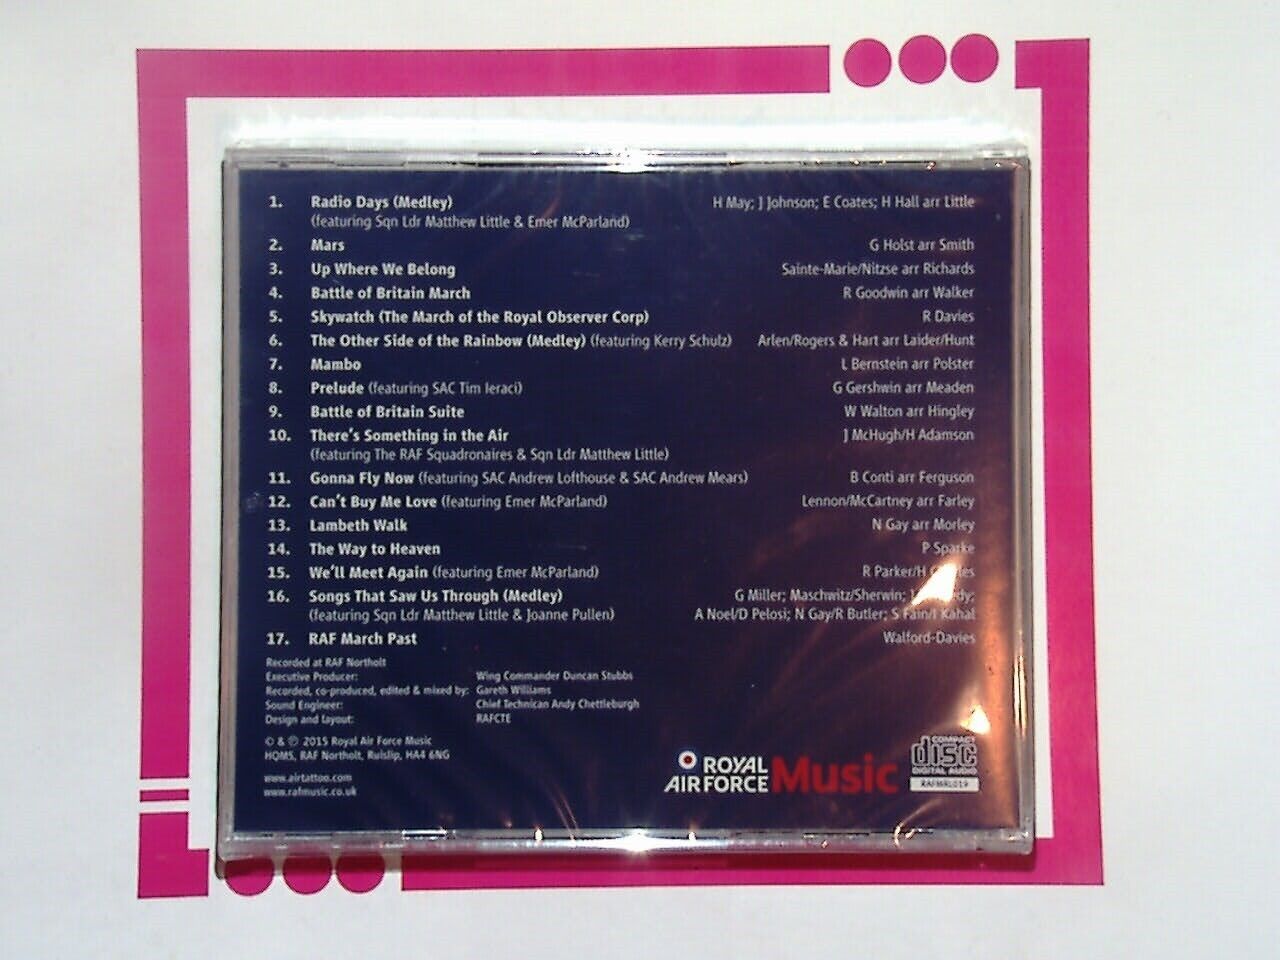 1. Radio Days (Medley) H May; J Johnson; E Coates; H Hall arr Little
(featuring Sqn Ldr Matthew Little & Emer McParland)
2. Mars G Holst arr Smith
3. Up Where We Belong Sainte-Marie/Nitzse arr Richards
4. Battle of Britain March R Goodwin arr Walker
5. Skywatch (The March of the Royal Observer Corp) R Davies
6. The Other Side of the Rainbow (Medley) (featuring Kerry Schulz) Arlen/Rogers & Hart arr Laider/Hunt
7. Mambo L Bernstein arr Polster
8. Prelude (featuring SAC Tim Ieraci) G Gershwin arr Meaden
9. Battle of Britain Suite W Walton arr Hingley
10. There's Something in the Air J McHugh/H Adamson
(featuring The RAF Squadronaires & Sqn Ldr Matthew Little)
11. Gonna Fly Now (featuring SAC Andrew Lofthouse & SAC Andrew Mears) B Conti arr Ferguson
12. Can't Buy Me Love (featuring Emer McParland) Lennon/McCartney arr Farley
13. Lambeth Walk N Gay arr Morley
14. The Way to Heaven P Sparke
15. We'll Meet Again (featuring Emer McParland) R Parker/H
16. Songs That Saw Us Through (Medley) G Miller; Maschwitz/Sherwin;
(featuring Sqn Ldr Matthew Little & Joanne Pullen) A Noel/D Pelosi; N Gay/R Butler; S Fain/I Kahal
17. RAF March Past Walford-Davies
Recorded at RAF Northolt
Executive Producer: Wing Commander Duncan Stubbs
Recorded, co-produced, edited & mixed by: Gareth Williams
Sound Engineer: Chief Technican Andy Chettleburgh
Design and layout: RAFCTE
© & ℗ 2015 Royal Air Force Music
HQMS, RAF Northolt, Ruislip, HA4 6NG
www.airtattoo.com
www.rafmusic.co.uk
ROYAL AIR FORCE Music
COMPACT disc DIGITAL AUDIO
RAFMRL019